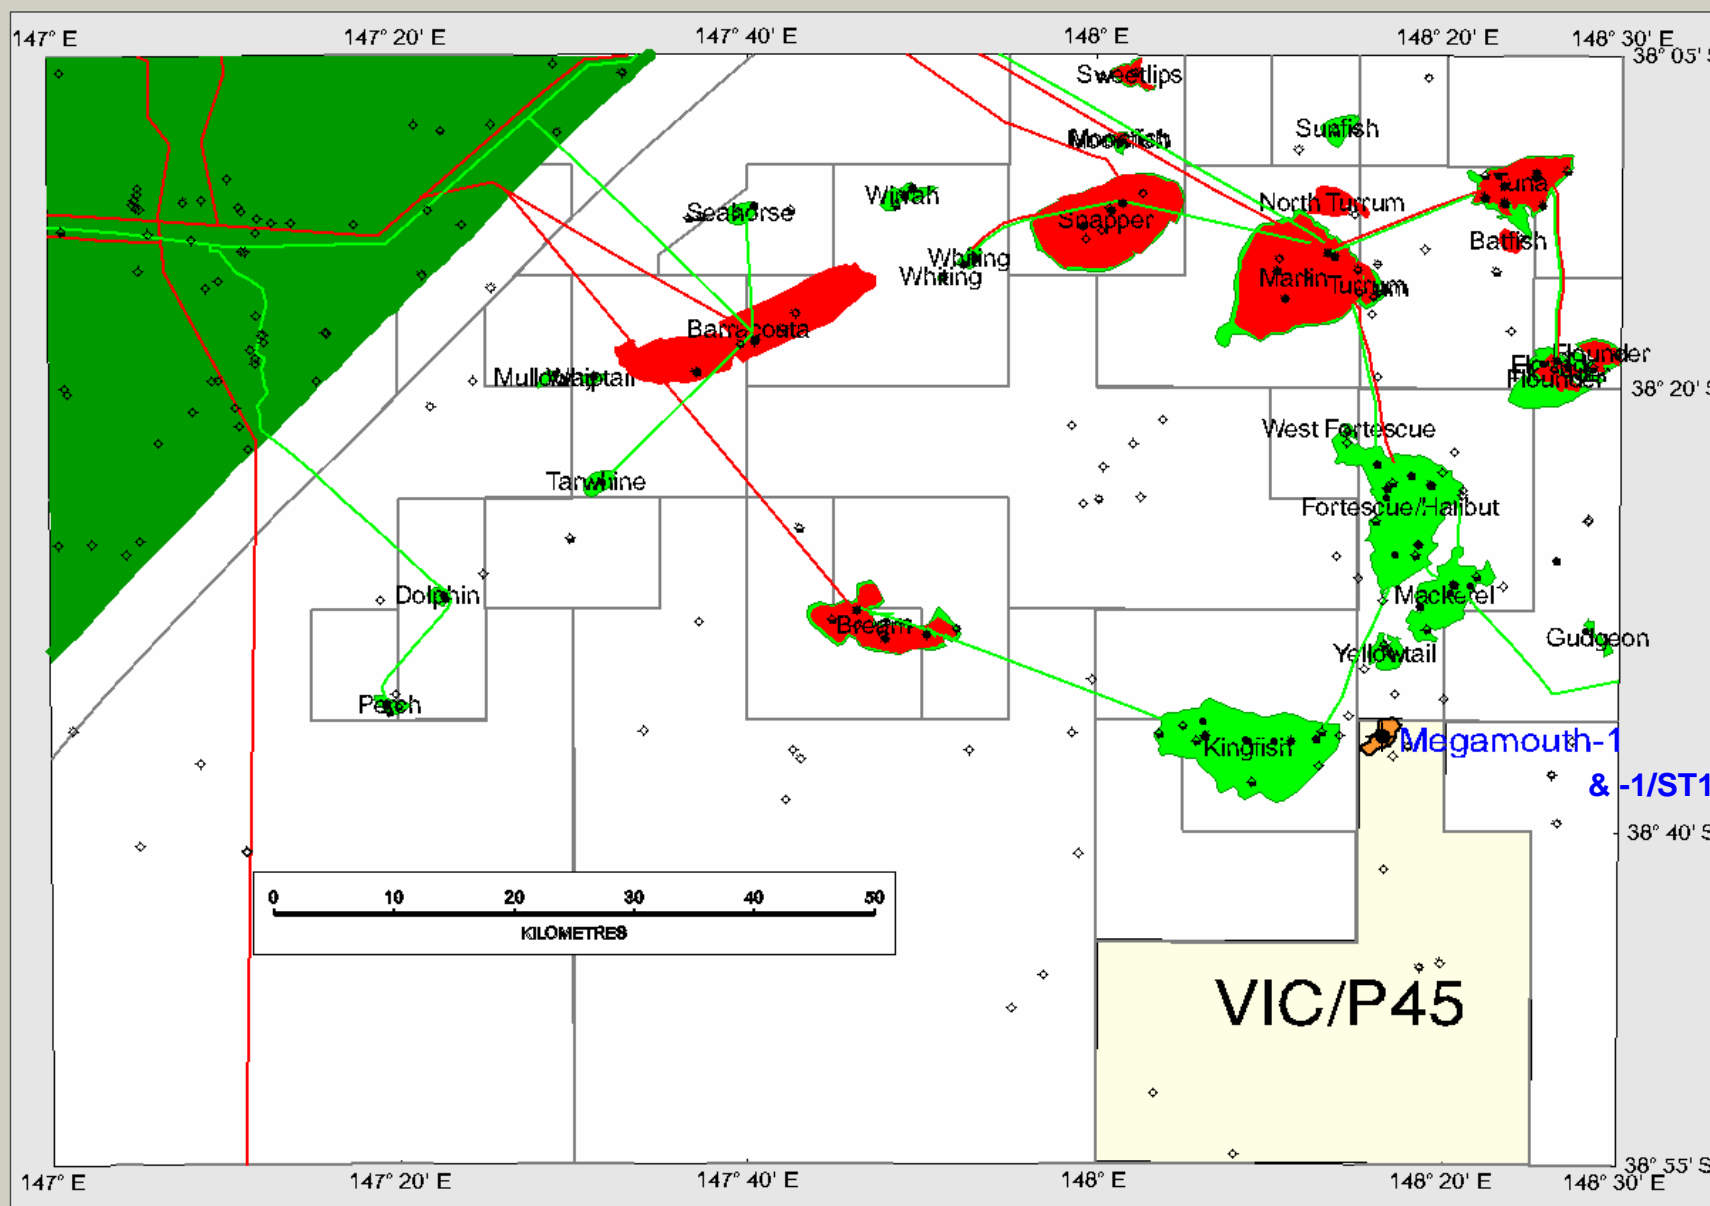 147° E
147° 20' E
147° 40' E
148° E
148° 20' E
148° 30' E
38° 05' S
Sweetlips
Moonfish
Sunfish
Tuna
Wirrah
North Turrum
Seahorse
Snapper
Batfish
Whiting
Whiting
Marlin
Turrum
Barracosta
Flounder
Flounder
Mulloway
Whiptail
38° 20' S
West Fortescue
Tarwhine
Fortescue/Halibut
Dolphin
Mackerel
Bream
Gudgeon
Yellowtail
Perch
Kingfish
Megamouth-1
& -1/ST1
38° 40' S
0 10 20 30 40 50
KILOMETRES
VIC/P45
38° 55' S
147° E
147° 20' E
147° 40' E
148° E
148° 20' E
148° 30' E